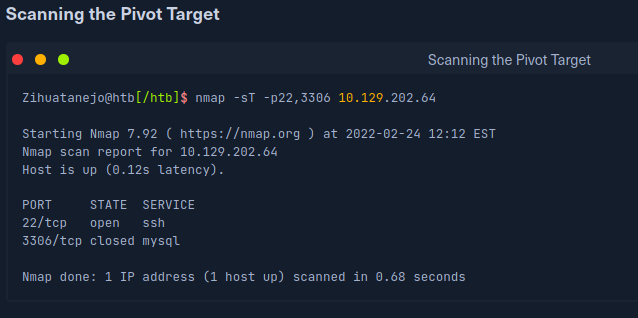 Scanning the Pivot Target
Scanning the Pivot Target
Zihuatanejo@htb[/htb]$ nmap -sT -p22,3306 10.129.202.64
Starting Nmap 7.92 ( https://nmap.org ) at 2022-02-24 12:12 EST
Nmap scan report for 10.129.202.64
Host is up (0.12s latency).
PORT     STATE  SERVICE
22/tcp   open   ssh
3306/tcp closed mysql
Nmap done: 1 IP address (1 host up) scanned in 0.68 seconds